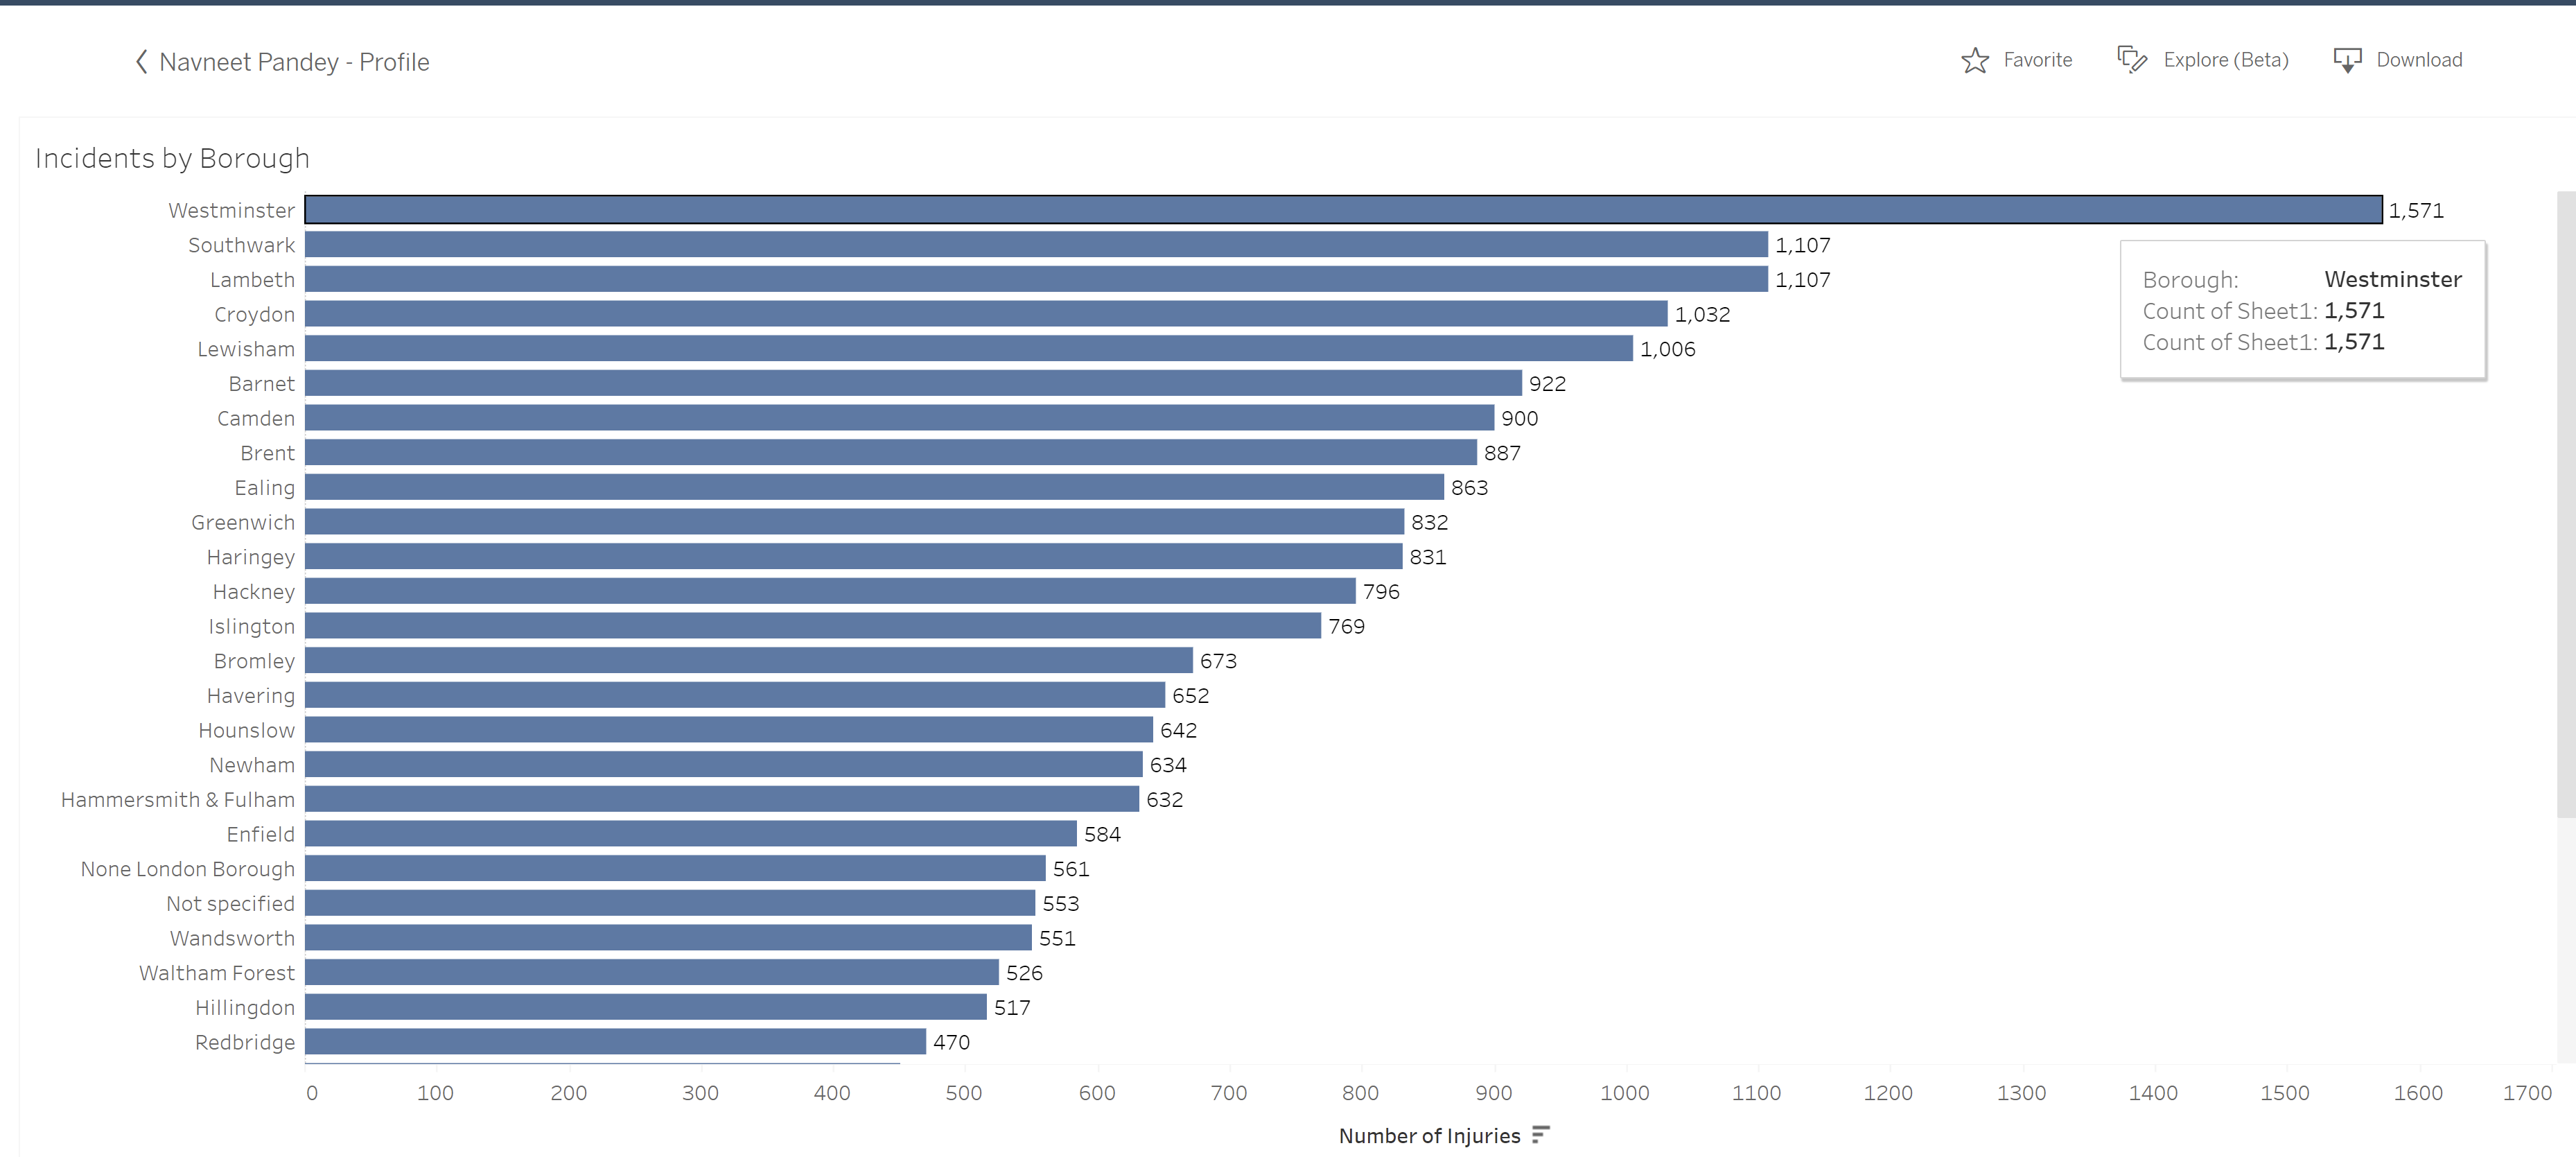 Navneet Pandey - Profile
Favorite
Explore (Beta)
Download
Incidents by Borough
Westminster 1,571
Southwark 1,107
Lambeth 1,107
Croydon 1,032
Lewisham 1,006
Barnet 922
Camden 900
Brent 887
Ealing 863
Greenwich 832
Haringey 831
Hackney 796
Islington 769
Bromley 673
Havering 652
Hounslow 642
Newham 634
Hammersmith & Fulham 632
Enfield 584
None London Borough 561
Not specified 553
Wandsworth 551
Waltham Forest 526
Hillingdon 517
Redbridge 470
Borough: Westminster
Count of Sheet1: 1,571
Count of Sheet1: 1,571
0 100 200 300 400 500 600 700 800 900 1000 1100 1200 1300 1400 1500 1600 1700
Number of Injuries